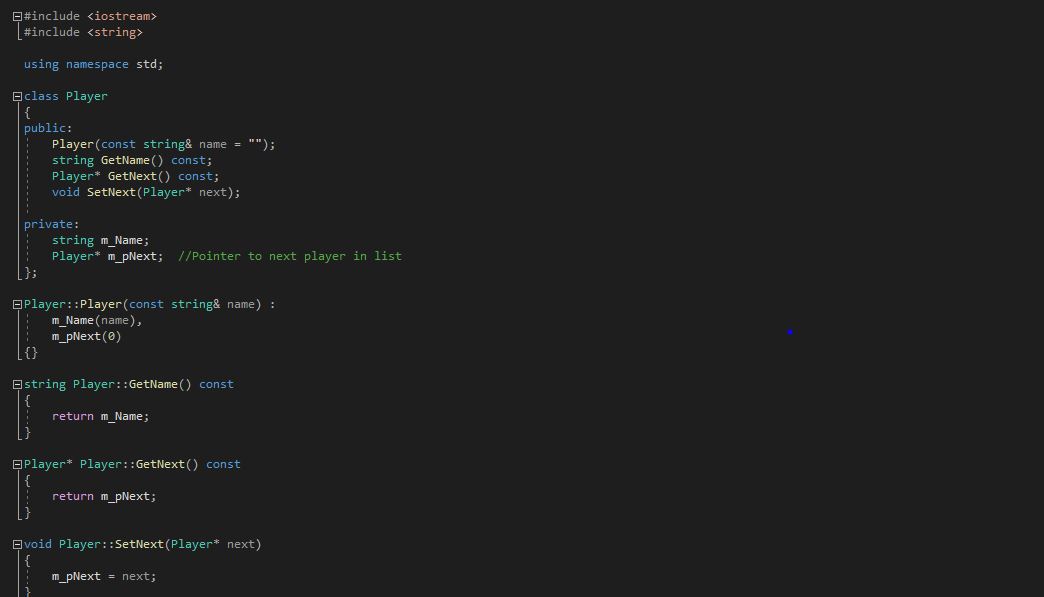 #include <iostream>
#include <string>
using namespace std;
class Player
{
public:
    Player(const string& name = "");
    string GetName() const;
    Player* GetNext() const;
    void SetNext(Player* next);
private:
    string m_Name;
    Player* m_pNext;  //Pointer to next player in list
};
Player::Player(const string& name) :
    m_Name(name),
    m_pNext(0)
{}
string Player::GetName() const
{
    return m_Name;
}
Player* Player::GetNext() const
{
    return m_pNext;
}
void Player::SetNext(Player* next)
{
    m_pNext = next;
}